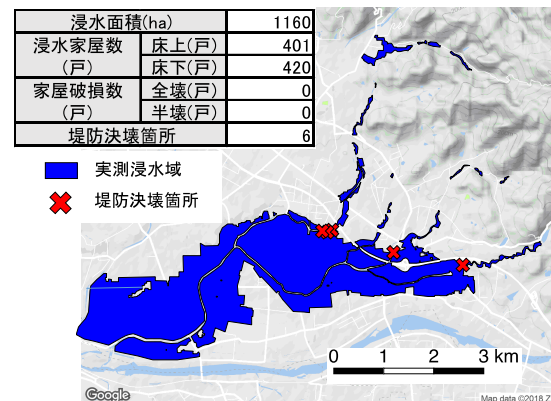 浸水面積(ha) 1160
浸水家屋数(戸) 床上(戸) 401
床下(戸) 420
家屋破損数(戸) 全壊(戸) 0
半壊(戸) 0
堤防決壊箇所 6
実測浸水域
堤防決壊箇所
0 1 2 3 km
Google
Map data ©2018 Z